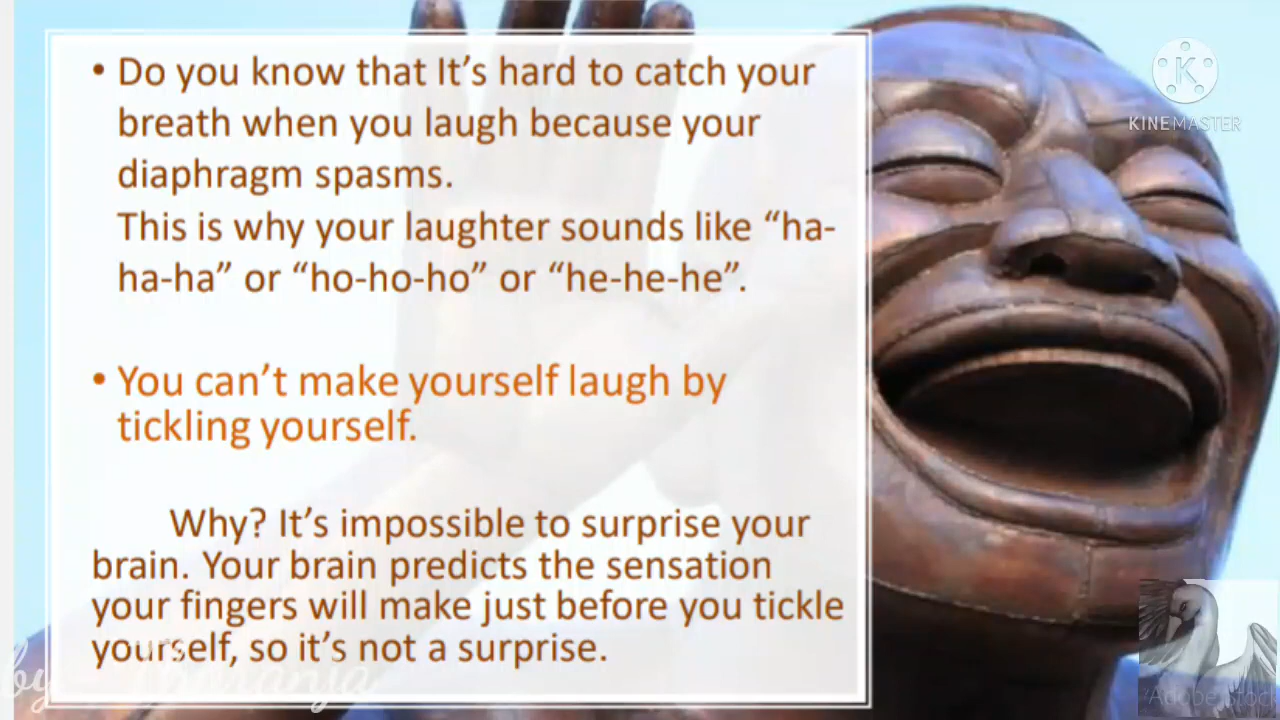 • Do you know that It's hard to catch your
breath when you laugh because your
diaphragm spasms.
This is why your laughter sounds like “ha-
ha-ha” or “ho-ho-ho” or “he-he-he”.
• You can't make yourself laugh by
tickling yourself.
Why? It's impossible to surprise your
brain. Your brain predicts the sensation
your fingers will make just before you tickle
yourself, so it's not a surprise.
K
KINEMASTER
by
Adobe Stock